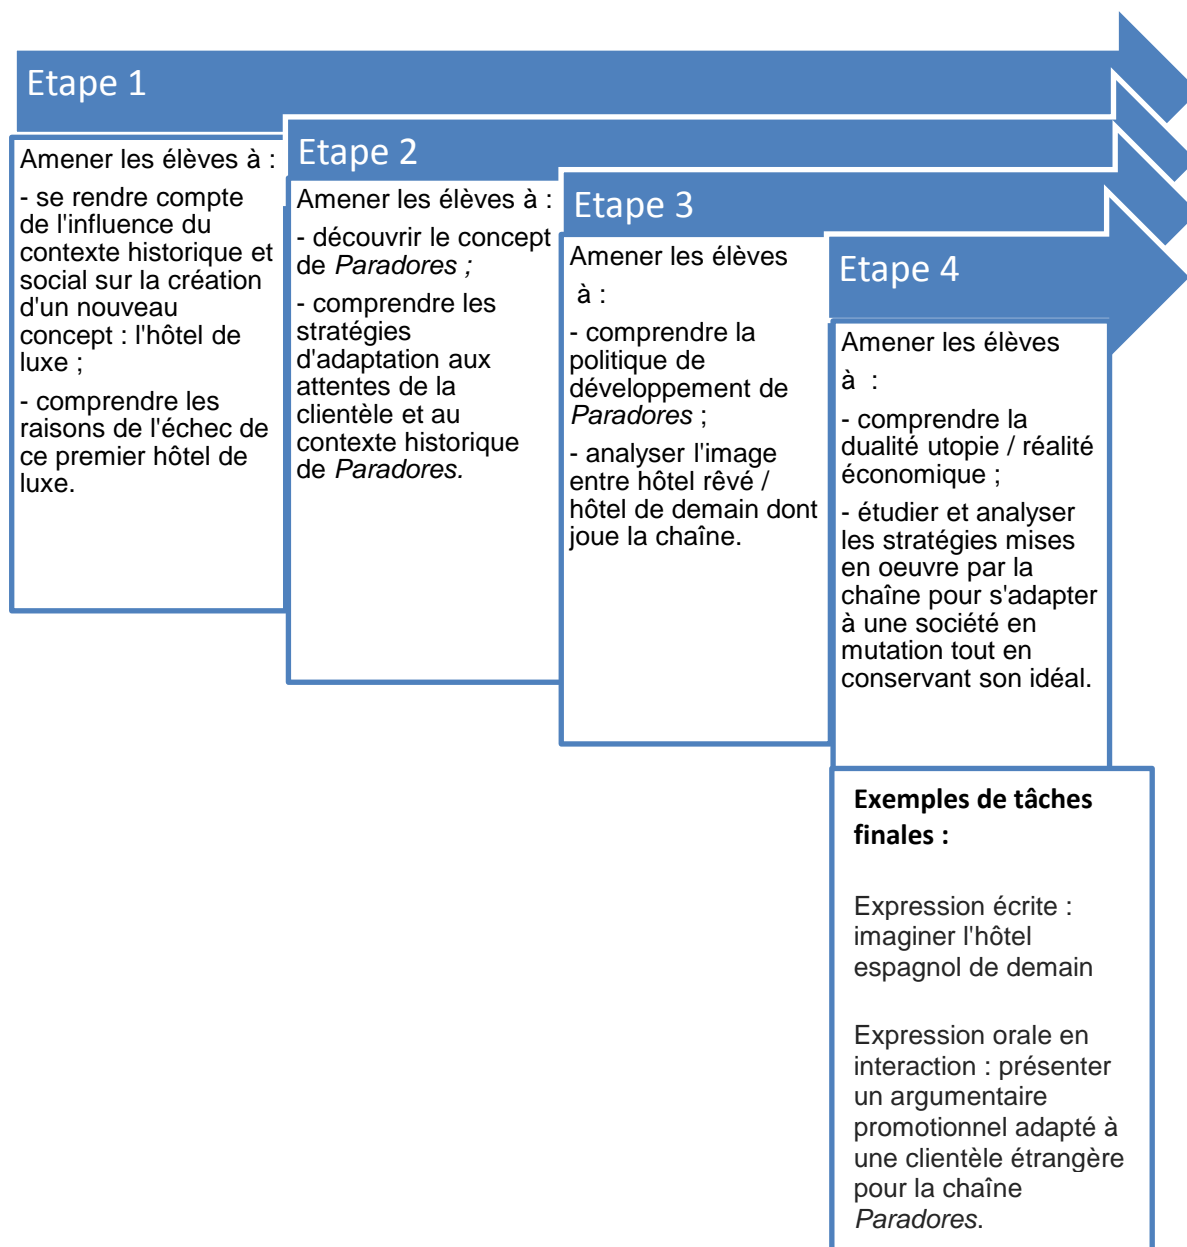 Etape 1
Amener les élèves à :
- se rendre compte
de l'influence du
contexte historique et
social sur la création
d'un nouveau
concept : l'hôtel de
luxe ;
- comprendre les
raisons de l'échec de
ce premier hôtel de
luxe.
Etape 2
Amener les élèves à :
- découvrir le concept
de Paradores ;
- comprendre les
stratégies
d'adaptation aux
attentes de la
clientèle et au
contexte historique
de Paradores.
Etape 3
Amener les élèves
à :
- comprendre la
politique de
développement de
Paradores ;
- analyser l'image
entre hôtel rêvé /
hôtel de demain dont
joue la chaîne.
Etape 4
Amener les élèves
à :
- comprendre la
dualité utopie / réalité
économique ;
- étudier et analyser
les stratégies mises
en oeuvre par la
chaîne pour s'adapter
à une société en
mutation tout en
conservant son idéal.
Exemples de tâches
finales :
Expression écrite :
imaginer l'hôtel
espagnol de demain
Expression orale en
interaction : présenter
un argumentaire
promotionnel adapté à
une clientèle étrangère
pour la chaîne
Paradores.